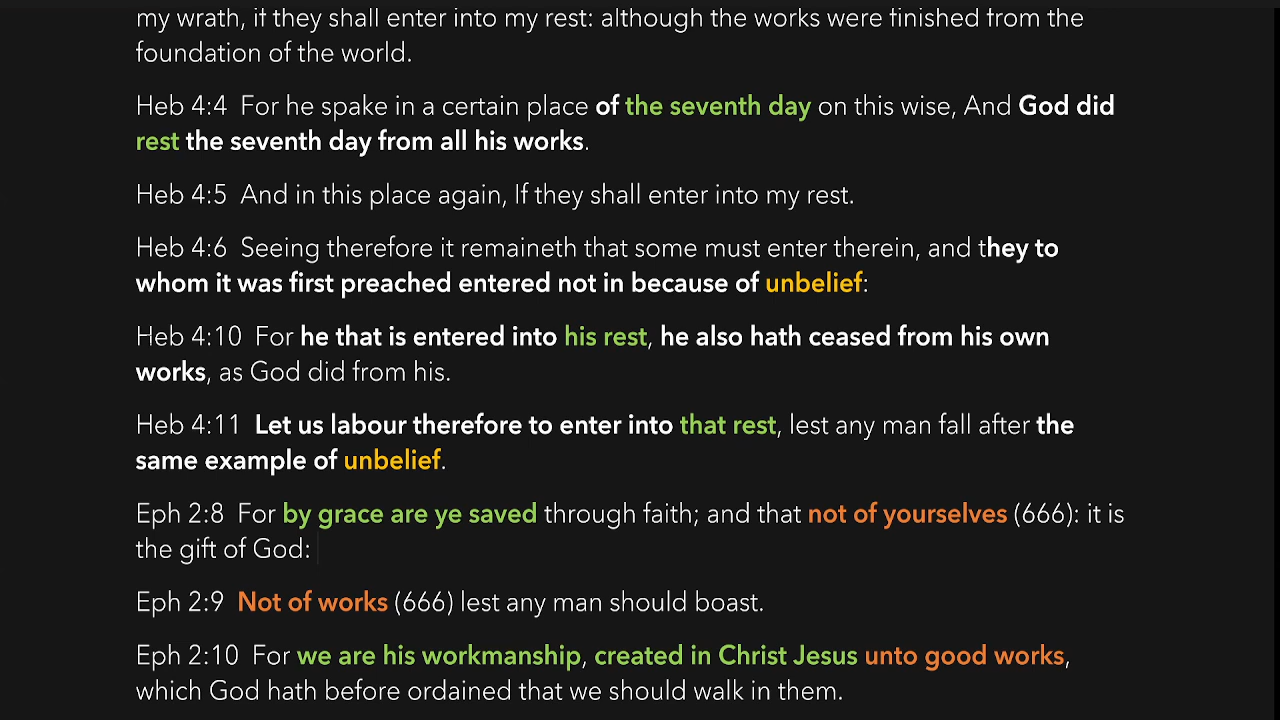 my wrath, if they shall enter into my rest: although the works were finished from the
foundation of the world.
Heb 4:4 For he spake in a certain place of the seventh day on this wise, And God did
rest the seventh day from all his works.
Heb 4:5 And in this place again, If they shall enter into my rest.
Heb 4:6 Seeing therefore it remaineth that some must enter therein, and they to
whom it was first preached entered not in because of unbelief:
Heb 4:10 For he that is entered into his rest, he also hath ceased from his own
works, as God did from his.
Heb 4:11 Let us labour therefore to enter into that rest, lest any man fall after the
same example of unbelief.
Eph 2:8 For by grace are ye saved through faith; and that not of yourselves (666): it is
the gift of God:
Eph 2:9 Not of works (666) lest any man should boast.
Eph 2:10 For we are his workmanship, created in Christ Jesus unto good works,
which God hath before ordained that we should walk in them.